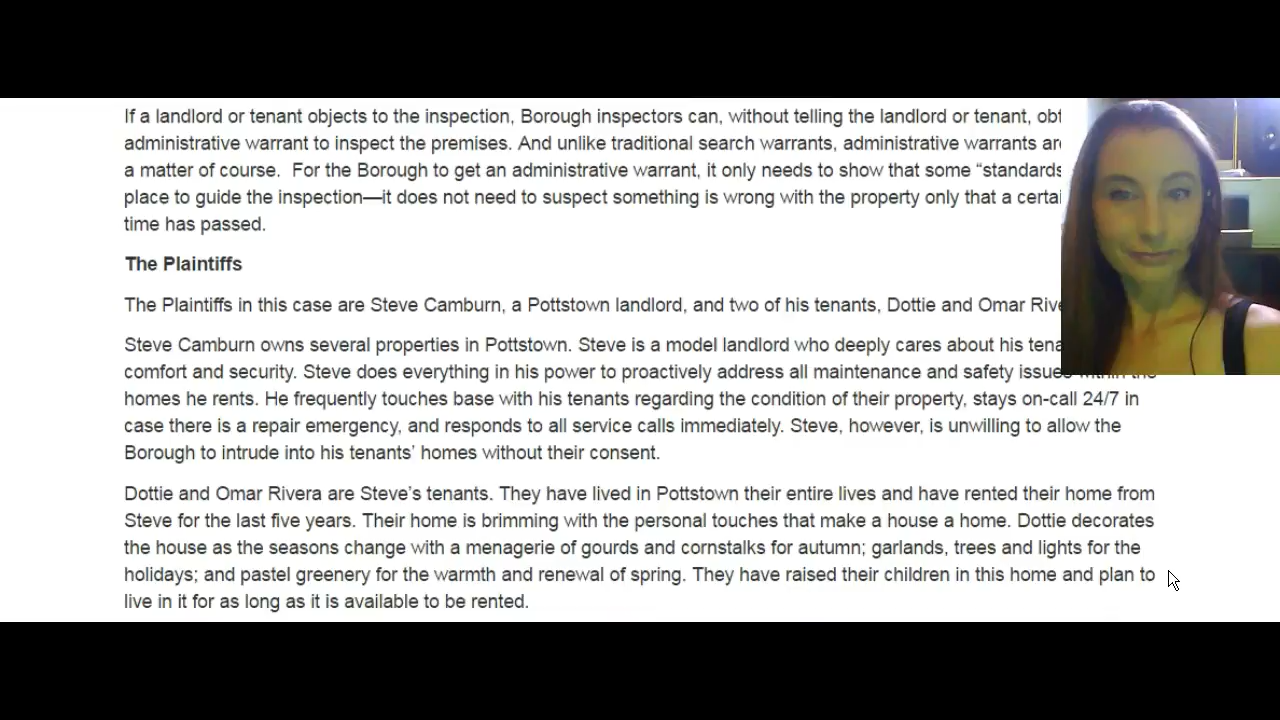 If a landlord or tenant objects to the inspection, Borough inspectors can, without telling the landlord or tenant,
administrative warrant to inspect the premises. And unlike traditional search warrants, administrative warrants
a matter of course. For the Borough to get an administrative warrant, it only needs to show that some “standards
place to guide the inspection—it does not need to suspect something is wrong with the property only that a
time has passed.
The Plaintiffs
The Plaintiffs in this case are Steve Camburn, a Pottstown landlord, and two of his tenants, Dottie and Omar
Steve Camburn owns several properties in Pottstown. Steve is a model landlord who deeply cares about his
comfort and security. Steve does everything in his power to proactively address all maintenance and safety issues within the
homes he rents. He frequently touches base with his tenants regarding the condition of their property, stays on-call 24/7 in
case there is a repair emergency, and responds to all service calls immediately. Steve, however, is unwilling to allow the
Borough to intrude into his tenants’ homes without their consent.
Dottie and Omar Rivera are Steve’s tenants. They have lived in Pottstown their entire lives and have rented their home from
Steve for the last five years. Their home is brimming with the personal touches that make a house a home. Dottie decorates
the house as the seasons change with a menagerie of gourds and cornstalks for autumn; garlands, trees and lights for the
holidays; and pastel greenery for the warmth and renewal of spring. They have raised their children in this home and plan to
live in it for as long as it is available to be rented.